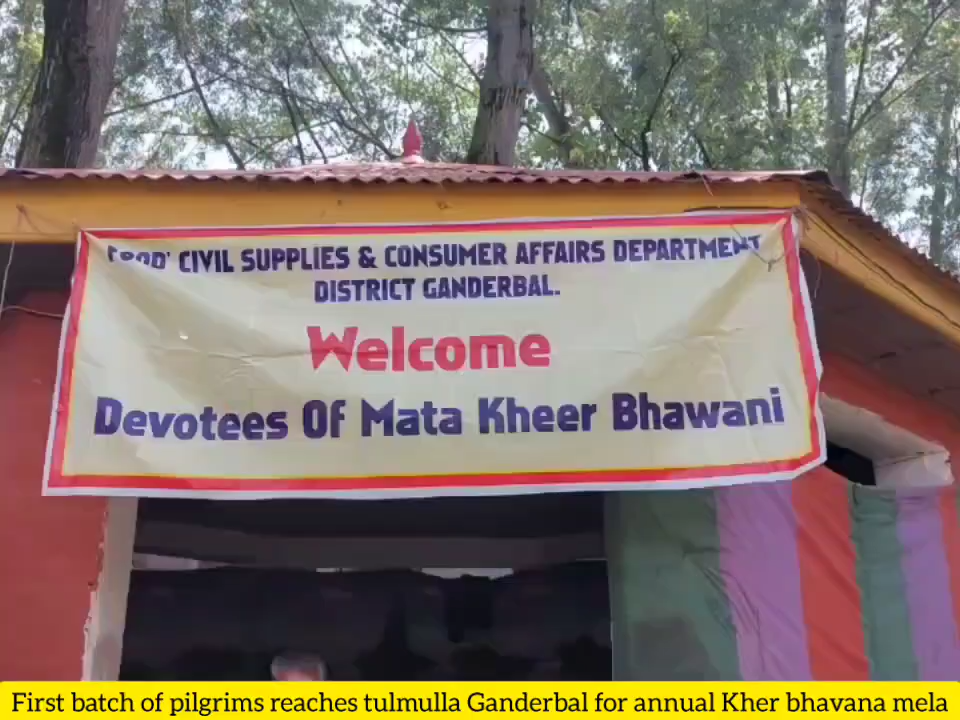 CIVIL SUPPLIES & CONSUMER AFFAIRS DEPARTMENT
DISTRICT GANDERBAL.
Welcome
Devotees Of Mata Kheer Bhawani
First batch of pilgrims reaches tulmulla Ganderbal for annual Kher bhavana mela